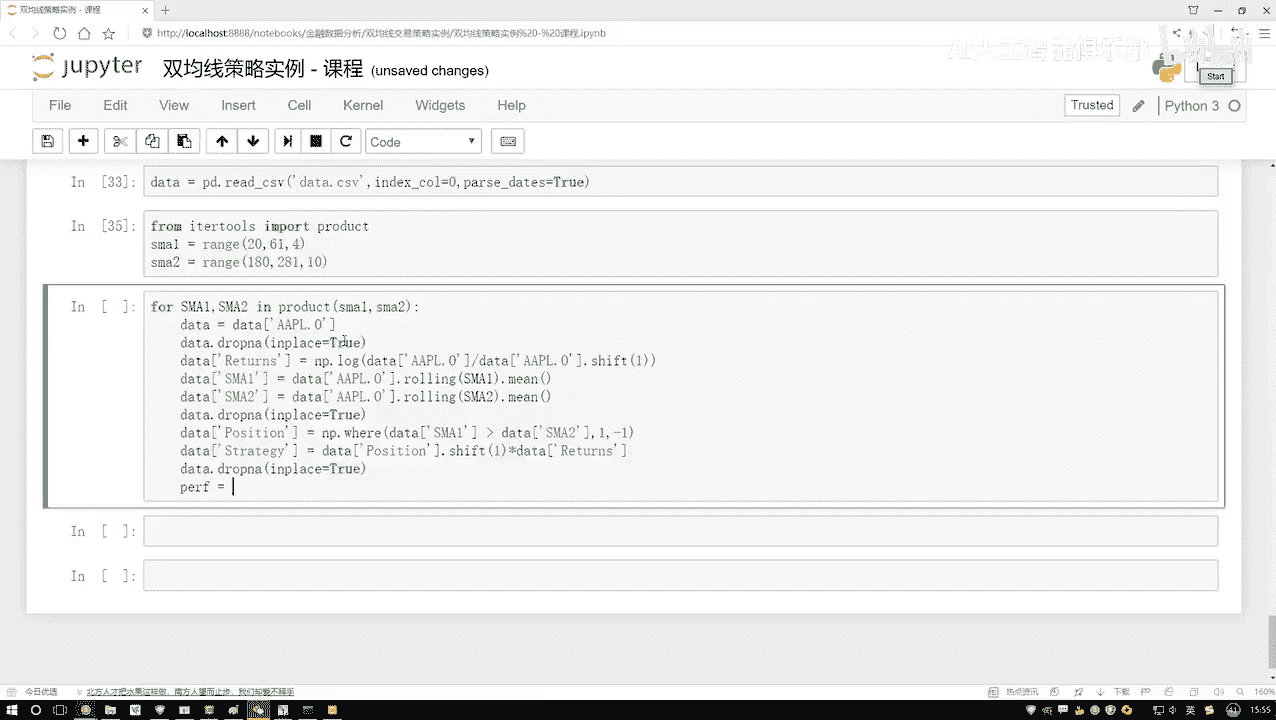 双均线策略实例 - 课程
http://localhost:8888/notebooks/金融数据分析/双均线交易策略实例/双均线策略实例%20-%20课程.ipynb
jupyter 双均线策略实例 - 课程 (unsaved changes)
Start
File Edit View Insert Cell Kernel Widgets Help Trusted Python 3
Code
In [33]: data = pd.read_csv('data.csv',index_col=0,parse_dates=True)
In [35]: from itertools import product
sma1 = range(20,61,4)
sma2 = range(180,281,10)
In [ ]: for SMA1,SMA2 in product(sma1,sma2):
data = data['AAPL.O']
data.dropna(inplace=True)
data['Returns'] = np.log(data['AAPL.O']/data['AAPL.O'].shift(1))
data['SMA1'] = data['AAPL.O'].rolling(SMA1).mean()
data['SMA2'] = data['AAPL.O'].rolling(SMA2).mean()
data.dropna(inplace=True)
data['Position'] = np.where(data['SMA1'] > data['SMA2'],1,-1)
data['Strategy'] = data['Position'].shift(1)*data['Returns']
data.dropna(inplace=True)
perf =
In [ ]:
In [ ]:
今日优选 北方人才把水果这样做，南方人望而止步，我们却戳不择手 热点资讯 下载 160%
英 15:55